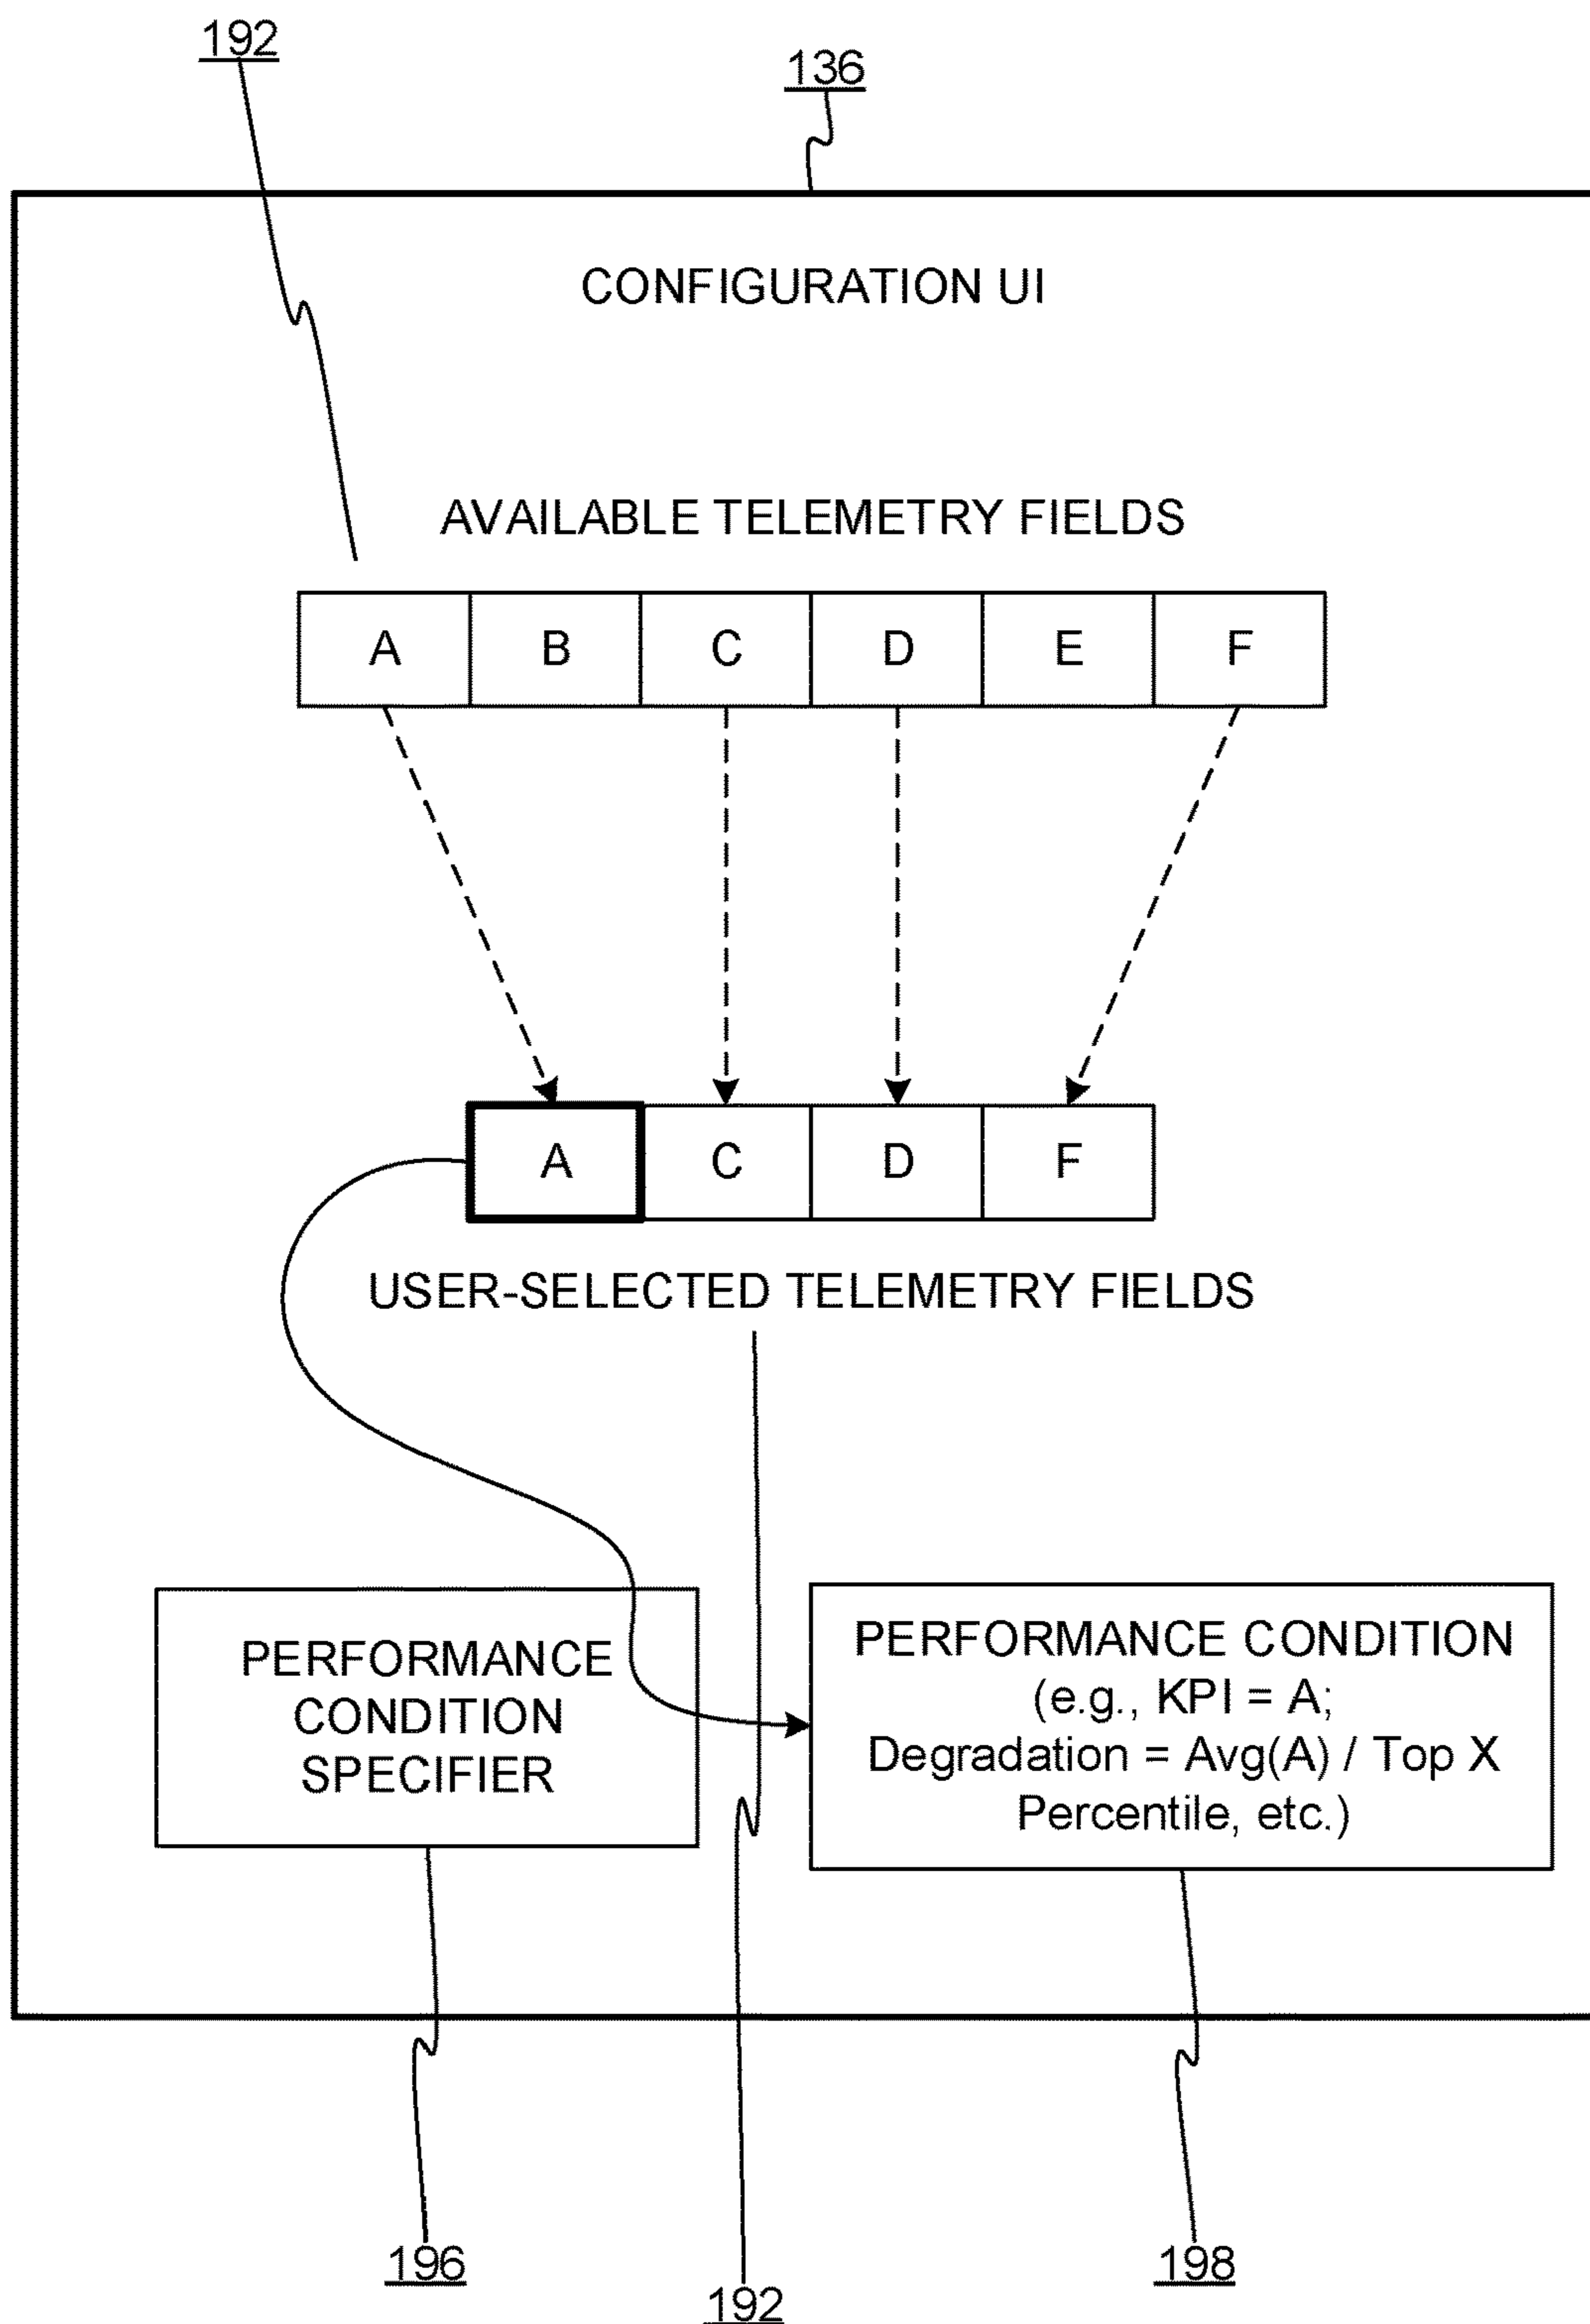 192
136
CONFIGURATION UI
AVAILABLE TELEMETRY FIELDS
A B C D E F
A C D F
USER-SELECTED TELEMETRY FIELDS
PERFORMANCE
CONDITION
SPECIFIER
PERFORMANCE CONDITION
(e.g., KPI = A;
Degradation = Avg(A) / Top X
Percentile, etc.)
196
192
198